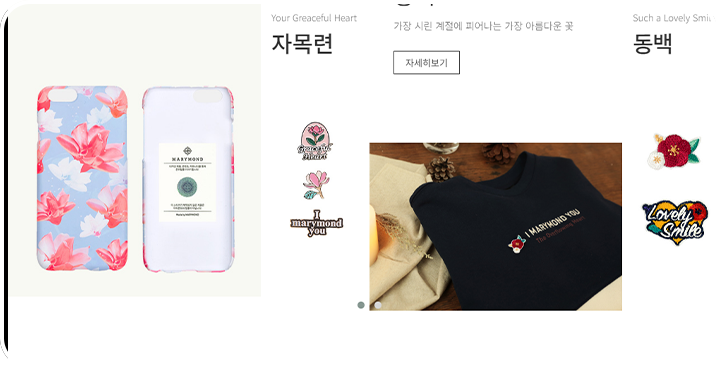 Your Greaceful Heart
자목련
MARYMOND
Graceful
Heart
I
marymond
you
가장 시린 계절에 피어나는 가장 아름다운 꽃
자세히보기
I MARYMOND YOU
Such a Lovely Smil
동백
Lovely
Smile